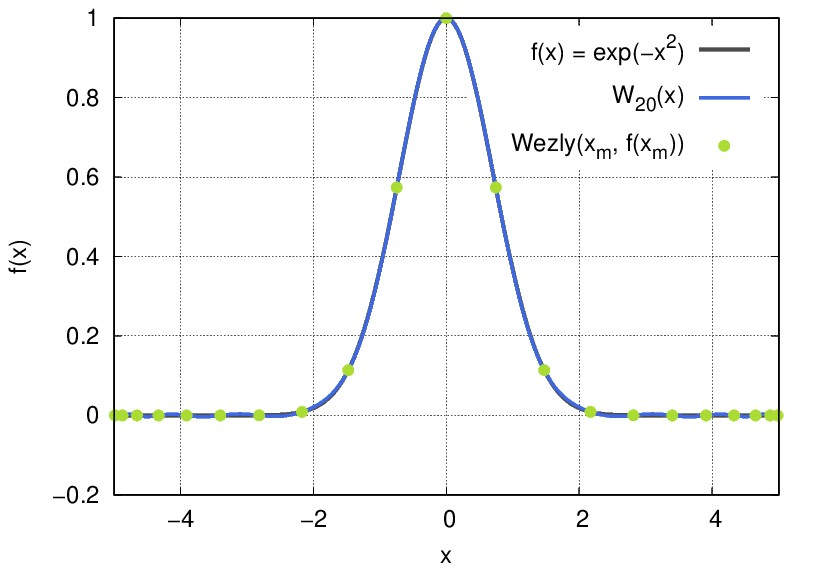 1
0.8
0.6
0.4
0.2
0
−0.2
f(x)
−4
−2
0
2
4
x
f(x) = exp(−x²)
W₂₀(x)
Wezly(xₘ, f(xₘ))